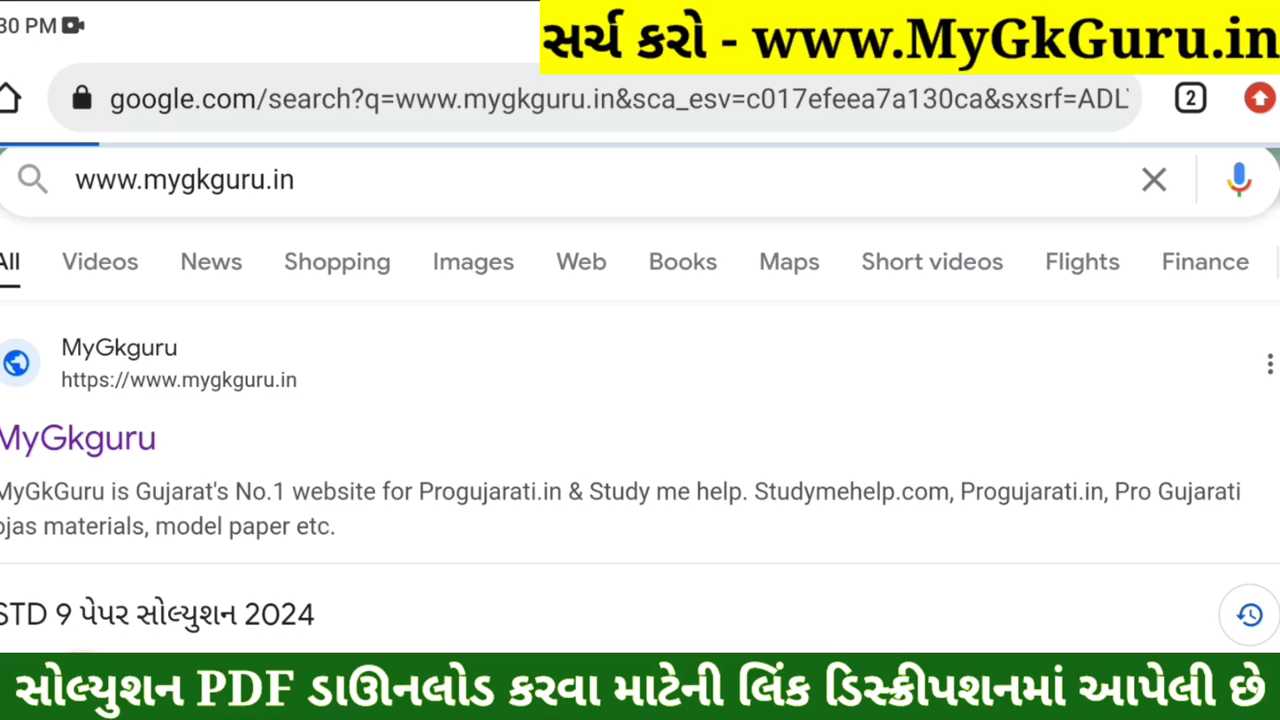 30 PM
સર્ચ કરો - www.MyGkGuru.in
google.com/search?q=www.mygkguru.in&sca_esv=c017efeea7a130ca&sxsrf=ADL
2
www.mygkguru.in
All Videos News Shopping Images Web Books Maps Short videos Flights Finance
MyGkguru
https://www.mygkguru.in
MyGkguru
MyGkGuru is Gujarat's No.1 website for Progujarati.in & Study me help. Studymehelp.com, Progujarati.in, Pro Gujarati
ojas materials, model paper etc.
STD 9 પેપર સોલ્યુશન 2024
સોલ્યુશન PDF ડાઊનલોડ કરવા માટેની લિંક ડિસ્ક્રીપશનમાં આપેલી છે